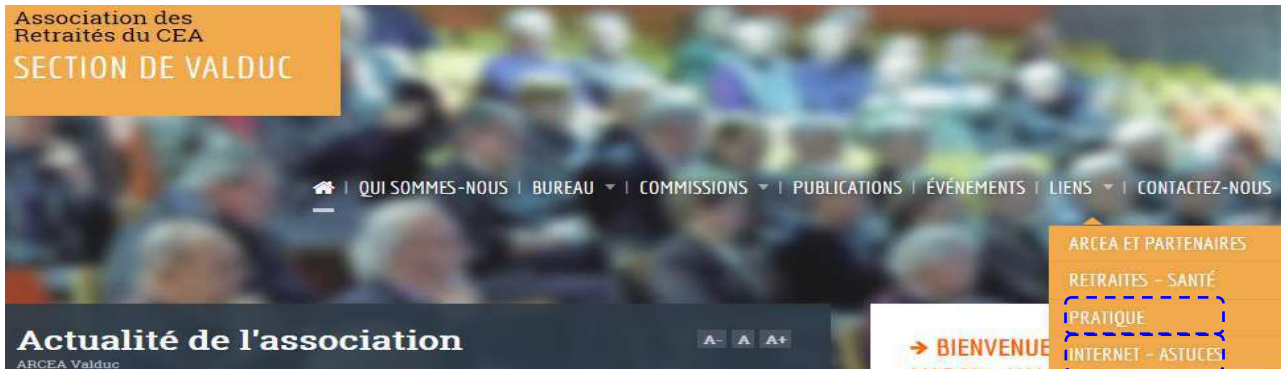 Association des
Retraités du CEA
SECTION DE VALDUC
QUI SOMMES-NOUS | BUREAU | COMMISSIONS | PUBLICATIONS | ÉVÉNEMENTS | LIENS | CONTACTEZ-NOUS
ARCEA ET PARTENAIRES
RETRAITES - SANTÉ
PRATIQUE
INTERNET - ASTUCES
Actualité de l'association
A- A A+
ARCEA Valduc
BIENVENUE